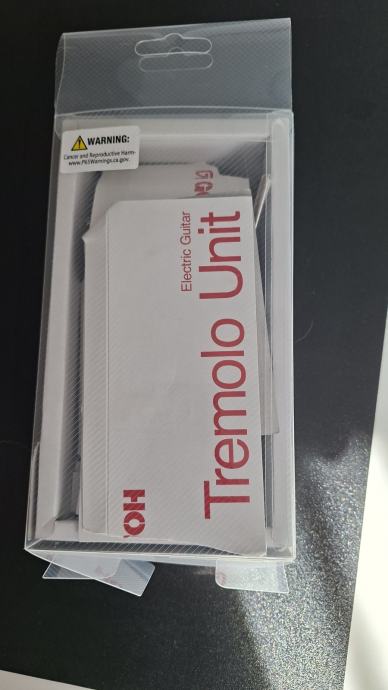 WARNING:
Cancer and Reproductive Harm-
www.P65Warnings.ca.gov.
Electric Guitar
Tremolo Unit